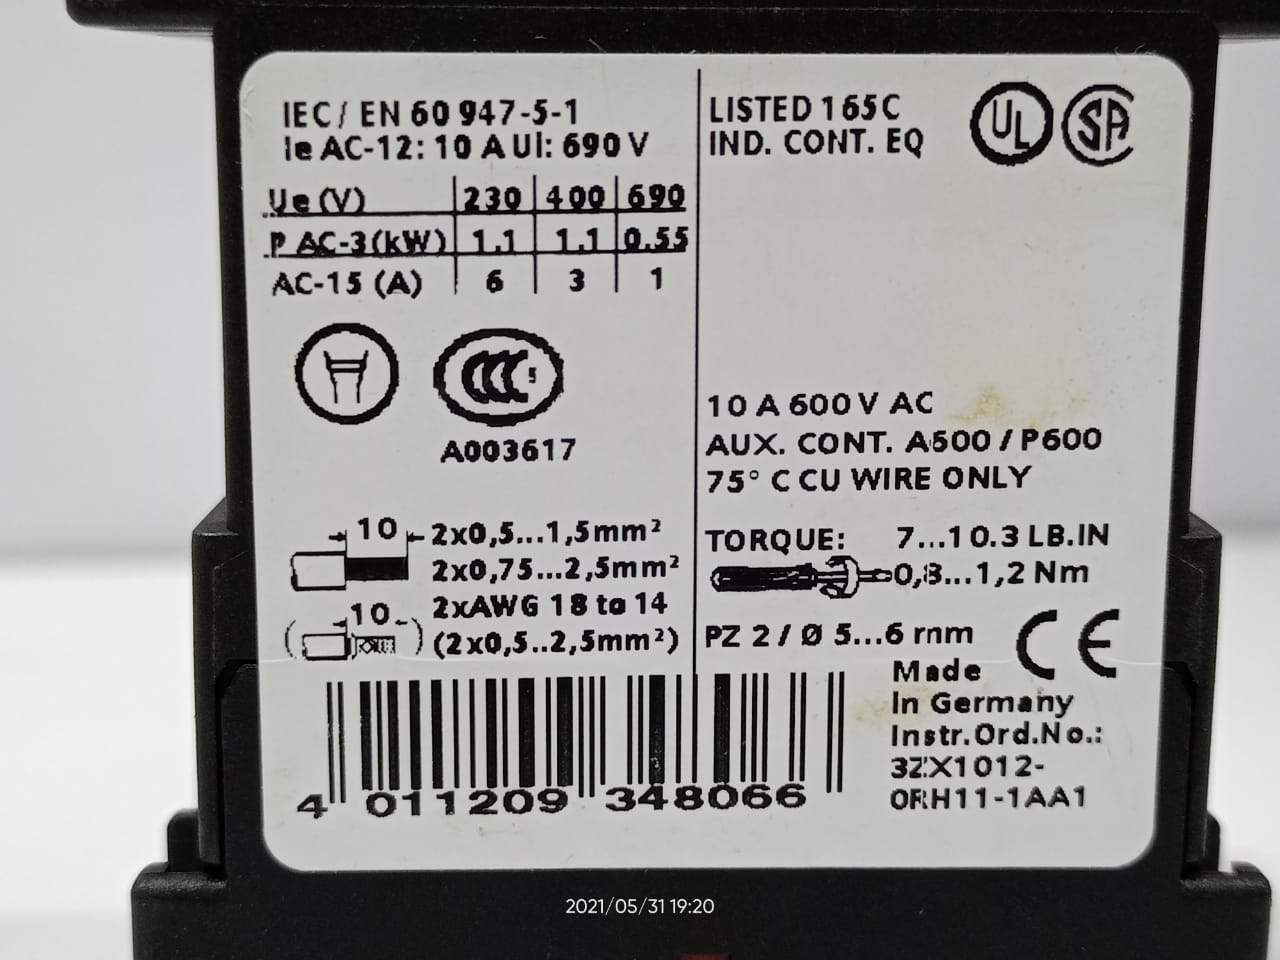 IEC/ EN 60 947-5-1
Ie AC-12: 10 A Ui: 690 V
Ue (V) 230 400 690
P AC-3(kW) 1.1 1.1 0.55
AC-15 (A) 6 3 1
CCC S
A003617
10 2x0,5...1,5mm²
2x0,75...2,5mm²
2xAWG 18 to 14
(10) (2x0,5..2,5mm²)
4 011209 348066
LISTED 165C
IND. CONT. EQ
UL SA
10 A 600 V AC
AUX. CONT. A600 / P600
75° C CU WIRE ONLY
TORQUE: 7...10.3 LB.IN
0,8...1,2 Nm
PZ 2 / Ø 5...6 mm
CE
Made
In Germany
Instr.Ord.No.:
3ZX1012-
0RH11-1AA1
2021/05/31 19:20